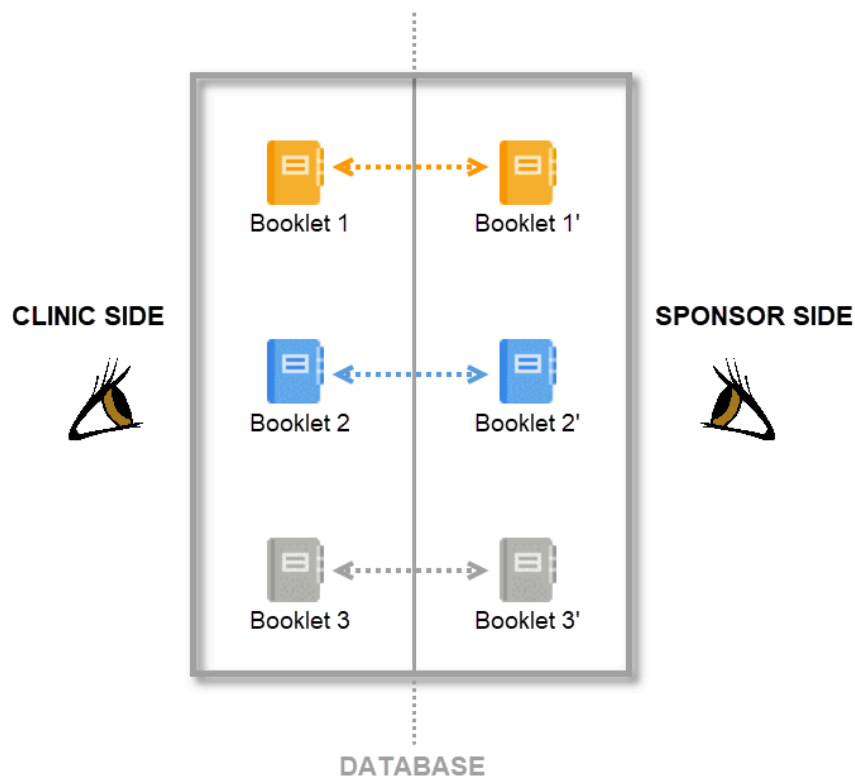 Booklet 1
Booklet 1'
CLINIC SIDE
SPONSOR SIDE
Booklet 2
Booklet 2'
Booklet 3
Booklet 3'
DATABASE